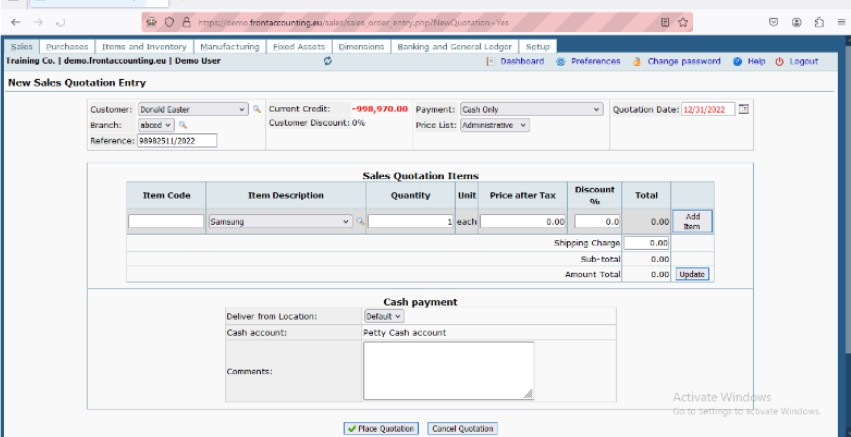 https://demo.frontaccounting.eu/sales/sales_order_entry.php?NewQuotation=Yes
Sales Purchases Items and Inventory Manufacturing Fixed Assets Dimensions Banking and General Ledger Setup
Training Co. | demo.frontaccounting.eu | Demo User Dashboard Preferences Change password Help Logout
New Sales Quotation Entry
Customer: Donald Easter Current Credit: -998,970.00 Payment: Cash Only Quotation Date: 12/31/2022
Branch: abced Customer Discount: 0% Price List: Administrative
Reference: 98982511/2022
Sales Quotation Items
Item Code Item Description Quantity Unit Price after Tax Discount % Total
Samsung 1 each 0.00 0.0 0.00 Add Item
Shipping Charge 0.00
Sub-total 0.00
Amount Total 0.00 Update
Cash payment
Deliver from Location: Default
Cash account: Petty Cash account
Comments:
Activate Windows
Go to Settings to activate Windows.
Place Quotation Cancel Quotation